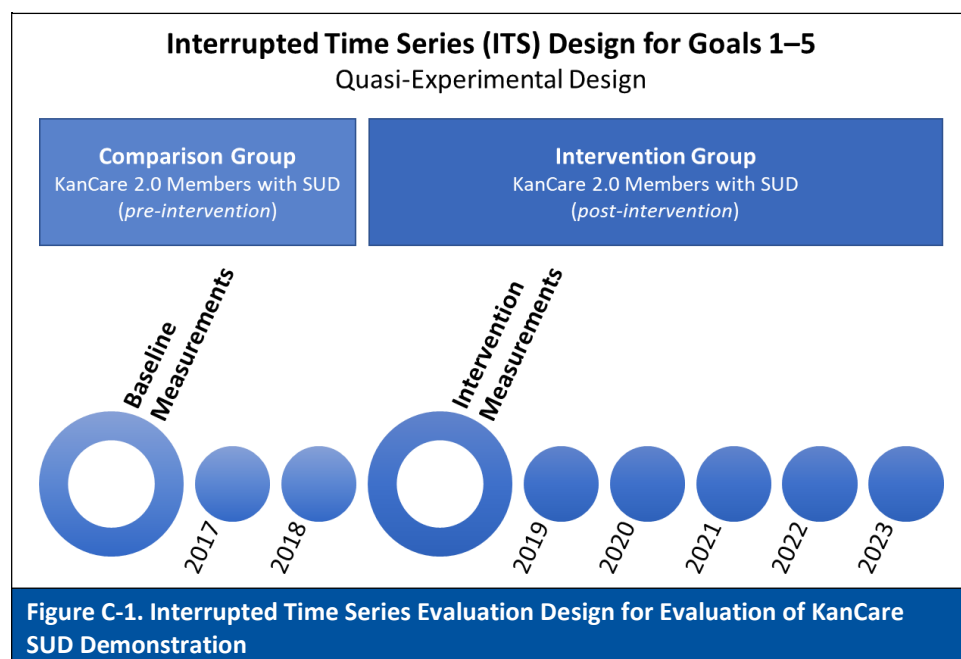 Interrupted Time Series (ITS) Design for Goals 1–5
Quasi-Experimental Design
Comparison Group
KanCare 2.0 Members with SUD
(pre-intervention)
Intervention Group
KanCare 2.0 Members with SUD
(post-intervention)
Baseline
Measurements
2017
2018
Intervention
Measurements
2019
2020
2021
2022
2023
Figure C-1. Interrupted Time Series Evaluation Design for Evaluation of KanCare
SUD Demonstration